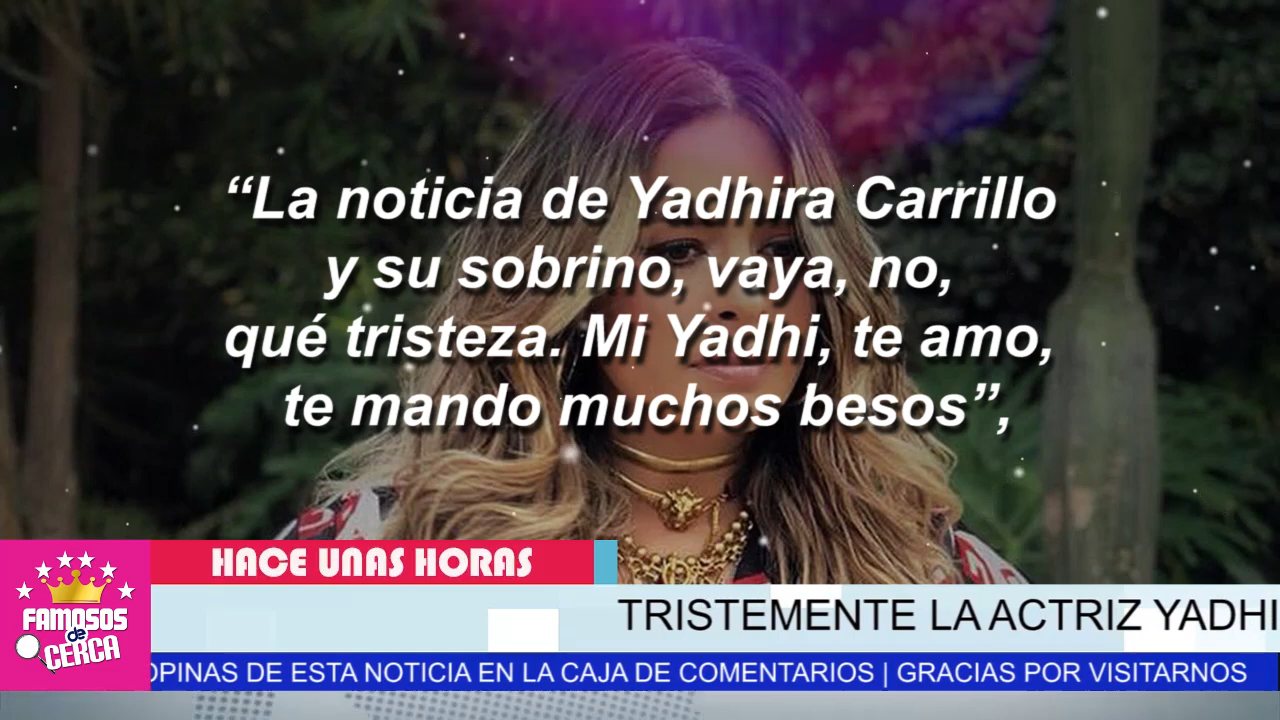 “La noticia de Yadhira Carrillo
y su sobrino, vaya, no,
qué tristeza. Mi Yadhi, te amo,
te mando muchos besos”,
HACE UNAS HORAS
TRISTEMENTE LA ACTRIZ YADHI
FAMOSOS
de
CERCA
OPINAS DE ESTA NOTICIA EN LA CAJA DE COMENTARIOS | GRACIAS POR VISITARNOS